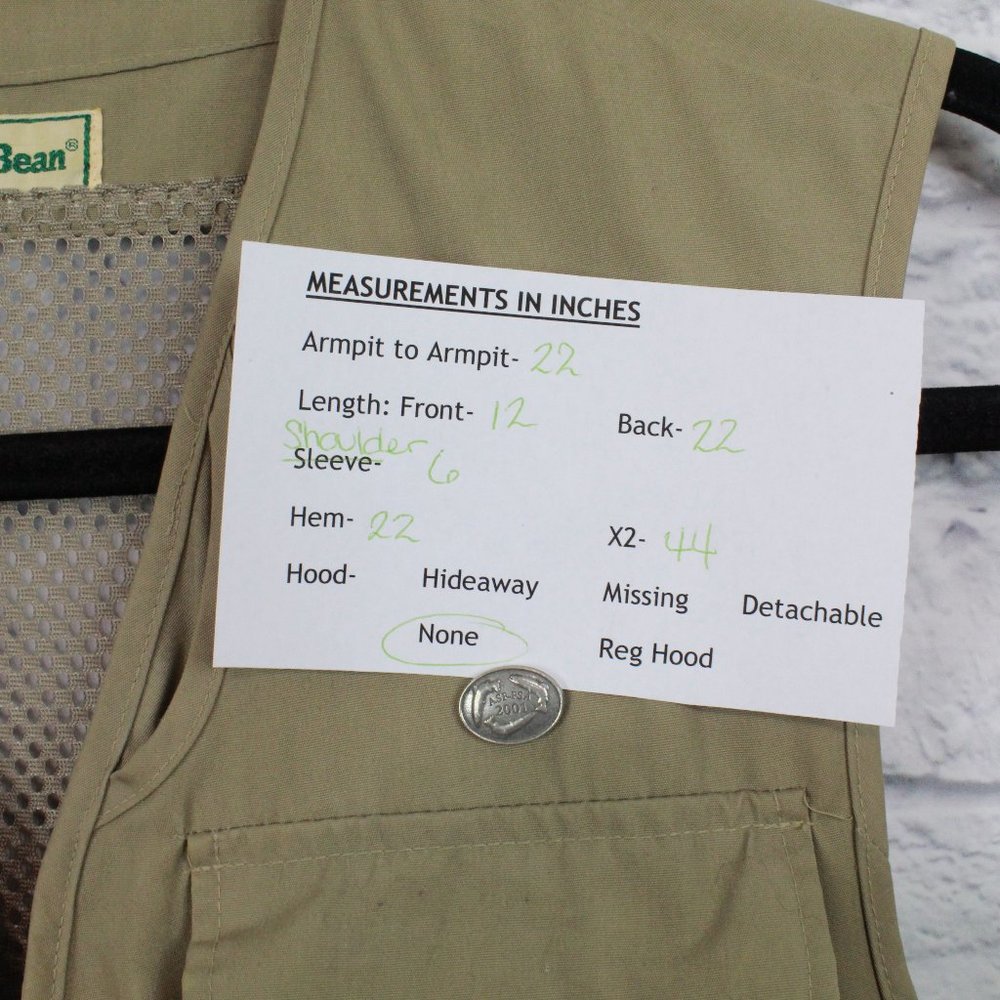 Bean®
MEASUREMENTS IN INCHES
Armpit to Armpit- 22
Length: Front- 12 Back- 22
Shoulder
Sleeve- 6
Hem- 22 X2- 44
Hood- Hideaway Missing Detachable
None Reg Hood
2001